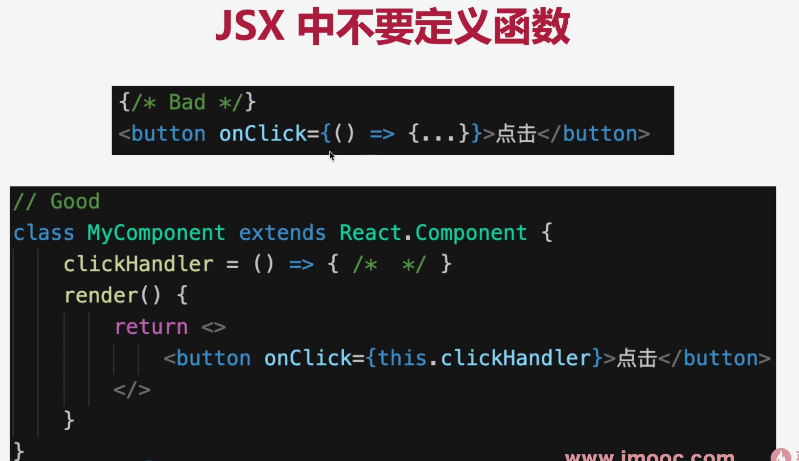 JSX 中不要定义函数
{/* Bad */}
<button onClick={() => {...}}>点击</button>
// Good
class MyComponent extends React.Component {
clickHandler = () => { /*  */ }
render() {
return <>
<button onClick={this.clickHandler}>点击</button>
</>
}
}
www.imooc.com